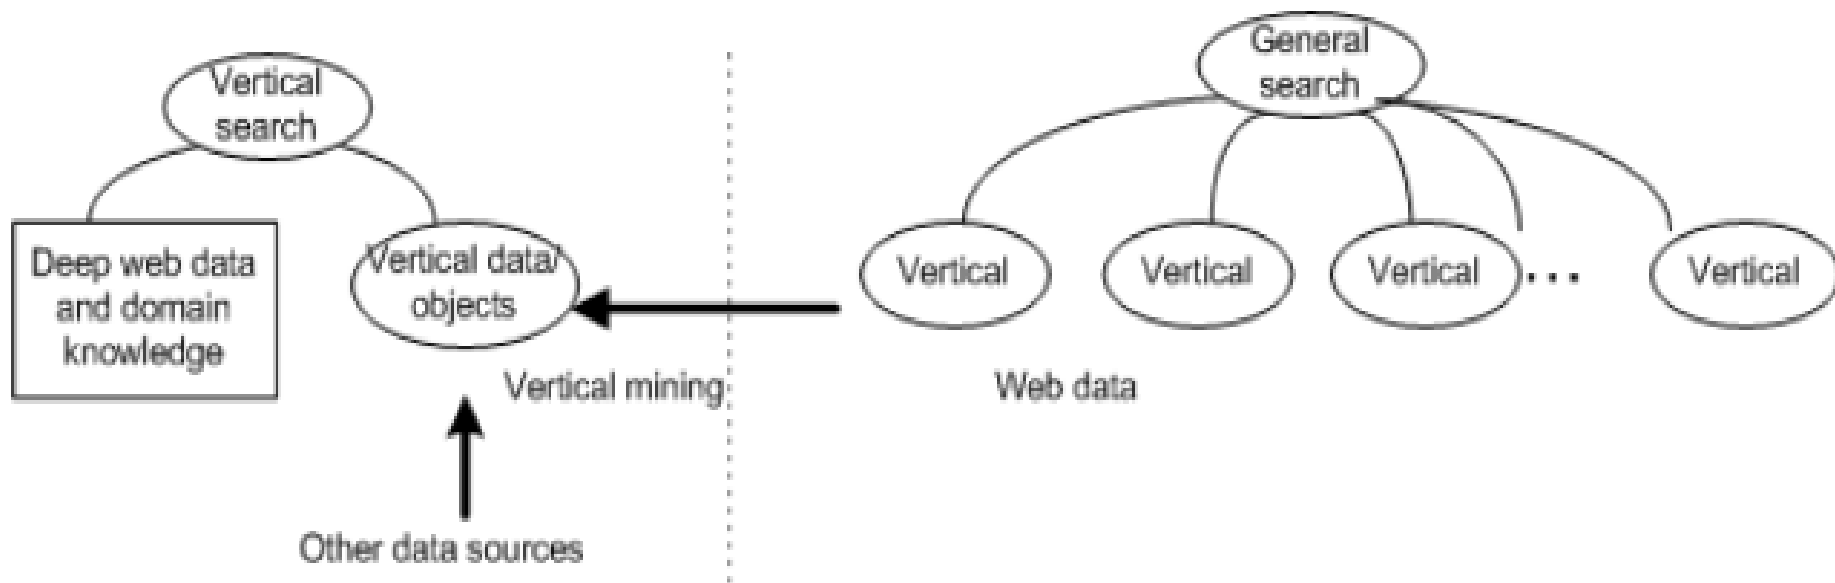 General
search
Vertical
search
Deep web data
and domain
knowledge
Vertical data/
objects
Vertical
Vertical
Vertical
...
Vertical
Vertical mining
Web data
Other data sources